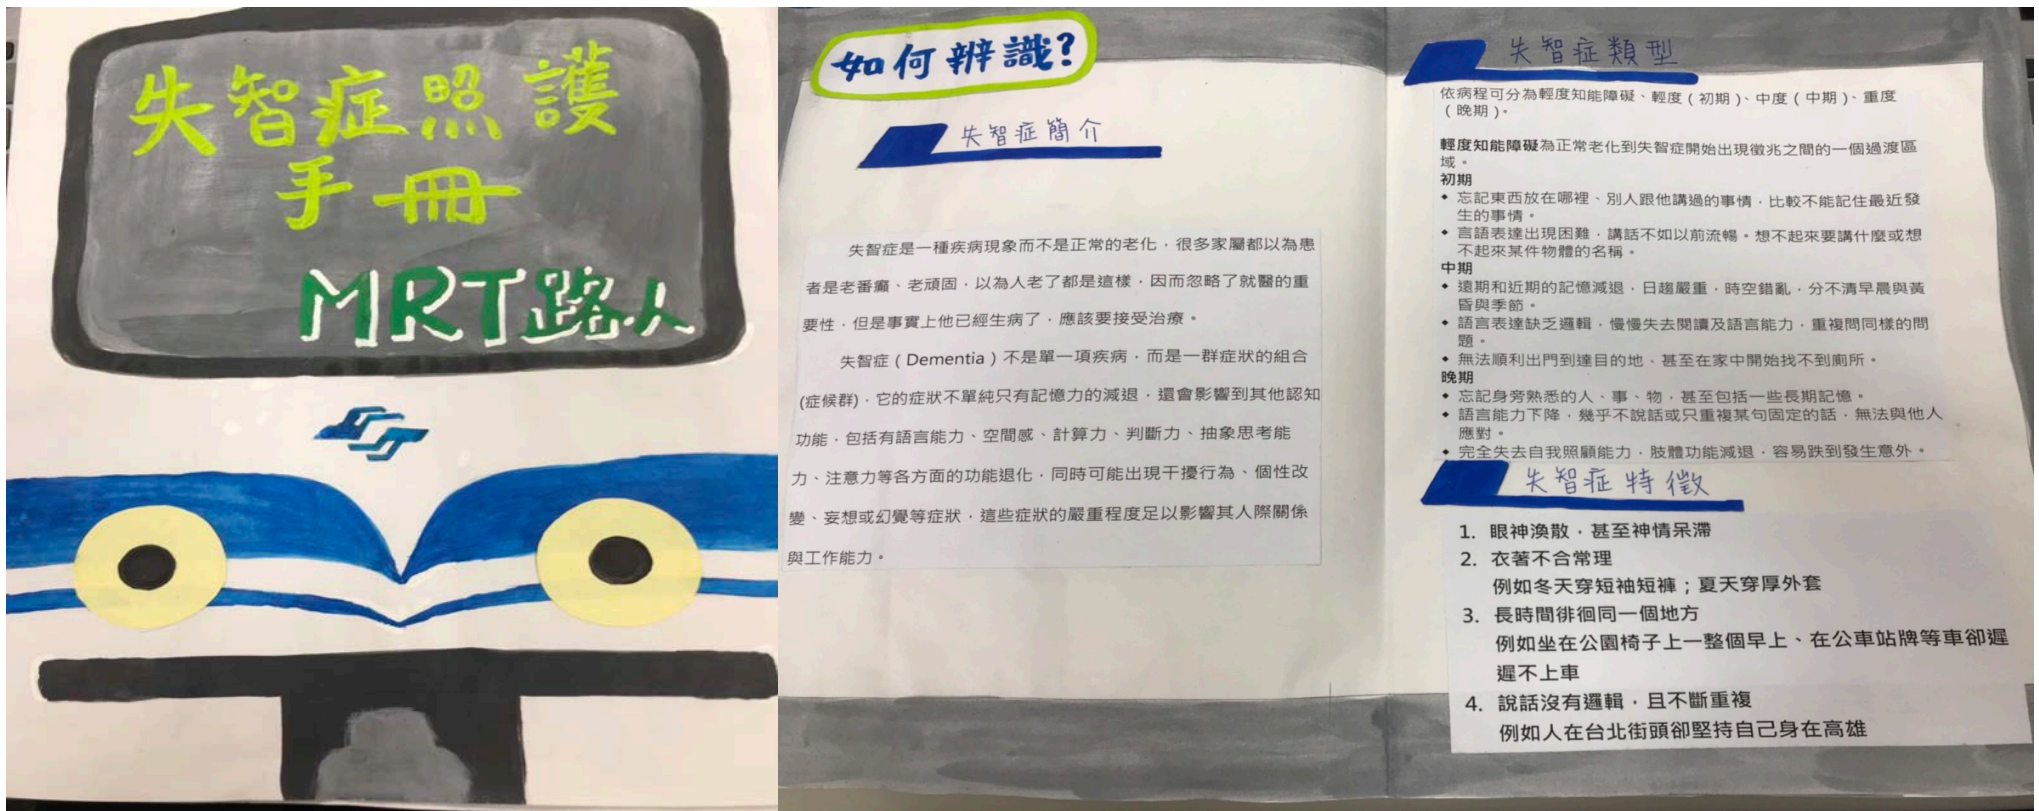 失智症照護
手冊
MRT路人
如何辨識?
失智症簡介
失智症是一種疾病現象而不是正常的老化，很多家屬都以為患
者是老番癲、老頑固，以為人老了都是這樣，因而忽略了就醫的重
要性，但是事實上他已經生病了，應該要接受治療。
失智症（Dementia）不是單一項疾病，而是一群症狀的組合
(症候群)，它的症狀不單純只有記憶力的減退，還會影響到其他認知
功能，包括有語言能力、空間感、計算力、判斷力、抽象思考能
力、注意力等各方面的功能退化，同時可能出現干擾行為、個性改
變、妄想或幻覺等症狀，這些症狀的嚴重程度足以影響其人際關係
與工作能力。
失智症類型
依病程可分為輕度知能障礙、輕度（初期）、中度（中期）、重度
（晚期）。
輕度知能障礙為正常老化到失智症開始出現徵兆之間的一個過渡區
域。
初期
◆ 忘記東西放在哪裡、別人跟他講過的事情，比較不能記住最近發
生的事情。
◆ 言語表達出現困難，講話不如以前流暢。想不起來要講什麼或想
不起來某件物體的名稱。
中期
◆ 遠期和近期的記憶減退，日趨嚴重，時空錯亂，分不清早晨與黃
昏與季節。
◆ 語言表達缺乏邏輯，慢慢失去閱讀及語言能力，重複問同樣的問
題。
◆ 無法順利出門到達目的地，甚至在家中開始找不到廁所。
晚期
◆ 忘記身旁熟悉的人、事、物，甚至包括一些長期記憶。
◆ 語言能力下降，幾乎不說話或只重複某句固定的話，無法與他人
應對。
◆ 完全失去自我照顧能力，肢體功能減退，容易跌到發生意外。
失智症特徵
1. 眼神渙散，甚至神情呆滯
2. 衣著不合常理
例如冬天穿短袖短褲；夏天穿厚外套
3. 長時間徘徊同一個地方
例如坐在公園椅子上一整個早上、在公車站牌等車卻遲
遲不上車
4. 說話沒有邏輯，且不斷重複
例如人在台北街頭卻堅持自己身在高雄